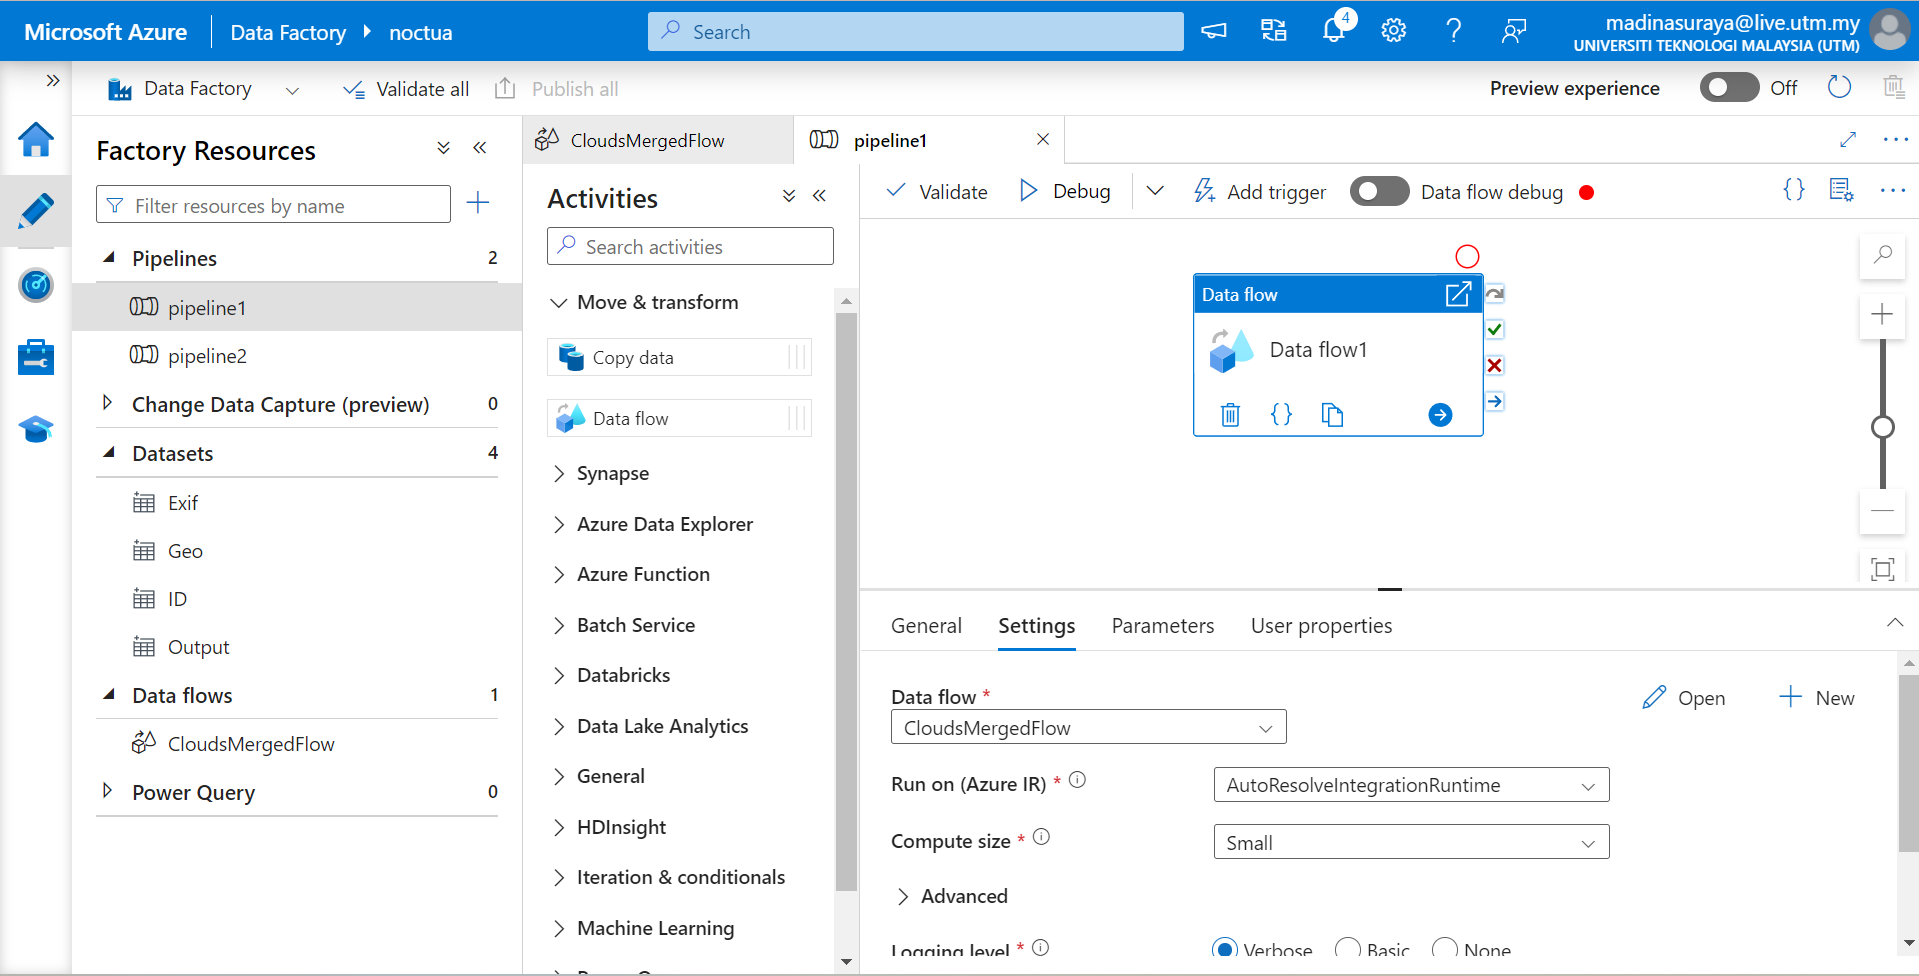 Microsoft Azure
Data Factory
noctua
Search
4
madinasuraya@live.utm.my
UNIVERSITI TEKNOLOGI MALAYSIA (UTM)
Data Factory
Validate all
Publish all
Preview experience
Off
Factory Resources
Filter resources by name
Pipelines 2
pipeline1
pipeline2
Change Data Capture (preview) 0
Datasets 4
Exif
Geo
ID
Output
Data flows 1
CloudsMergedFlow
Power Query 0
CloudsMergedFlow
pipeline1
Activities
Search activities
Move & transform
Copy data
Data flow
Synapse
Azure Data Explorer
Azure Function
Batch Service
Databricks
Data Lake Analytics
General
HDInsight
Iteration & conditionals
Machine Learning
Validate
Debug
Add trigger
Data flow debug
Data flow
Data flow1
General
Settings
Parameters
User properties
Data flow *
CloudsMergedFlow
Open
New
Run on (Azure IR) *
AutoResolveIntegrationRuntime
Compute size *
Small
Advanced
Logging level *
Verbose
Basic
None